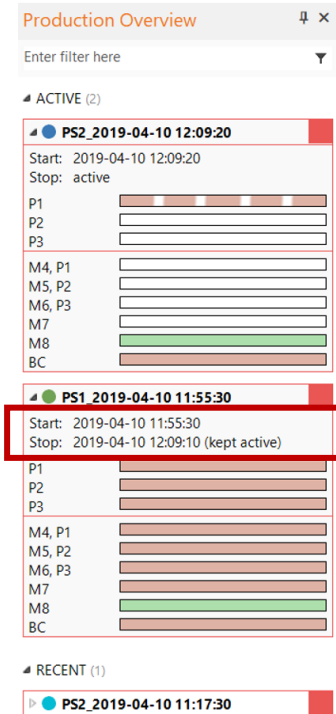 Production Overview
Enter filter here
ACTIVE (2)
PS2_2019-04-10 12:09:20
Start: 2019-04-10 12:09:20
Stop: active
P1
P2
P3
M4, P1
M5, P2
M6, P3
M7
M8
BC
PS1_2019-04-10 11:55:30
Start: 2019-04-10 11:55:30
Stop: 2019-04-10 12:09:10 (kept active)
P1
P2
P3
M4, P1
M5, P2
M6, P3
M7
M8
BC
RECENT (1)
PS2_2019-04-10 11:17:30